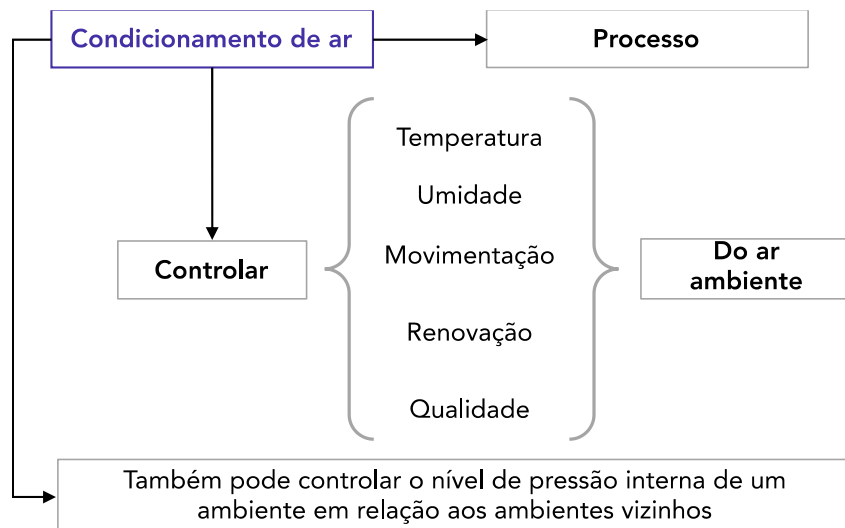 Condicionamento de ar
Processo
Temperatura
Umidade
Movimentação
Renovação
Qualidade
Controlar
Do ar
ambiente
Também pode controlar o nível de pressão interna de um
ambiente em relação aos ambientes vizinhos